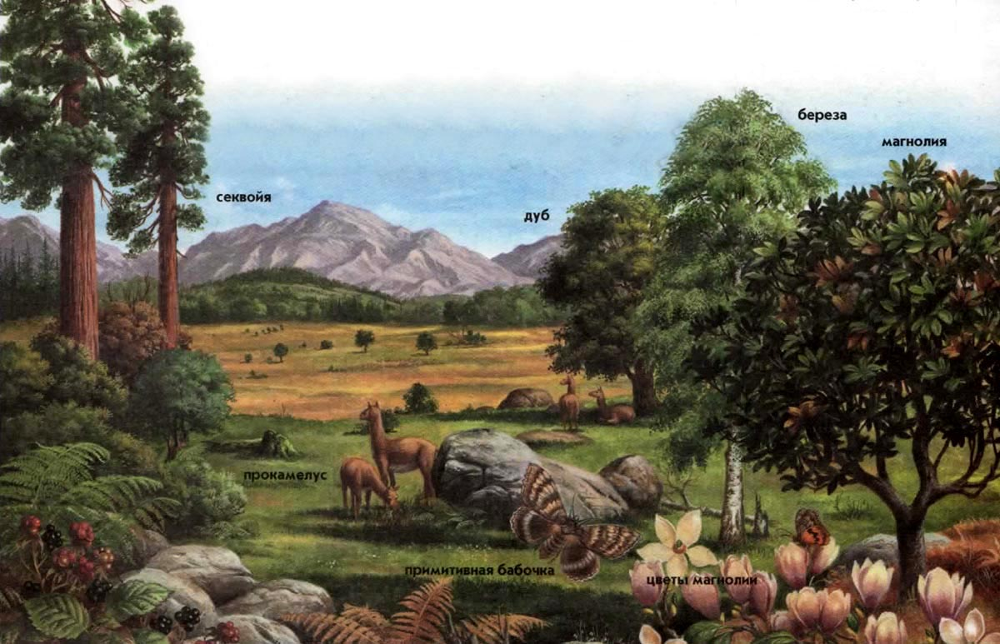 береза
магнолия
секвойя
дуб
прокамелус
примитивная бабочка
цветы магнолии